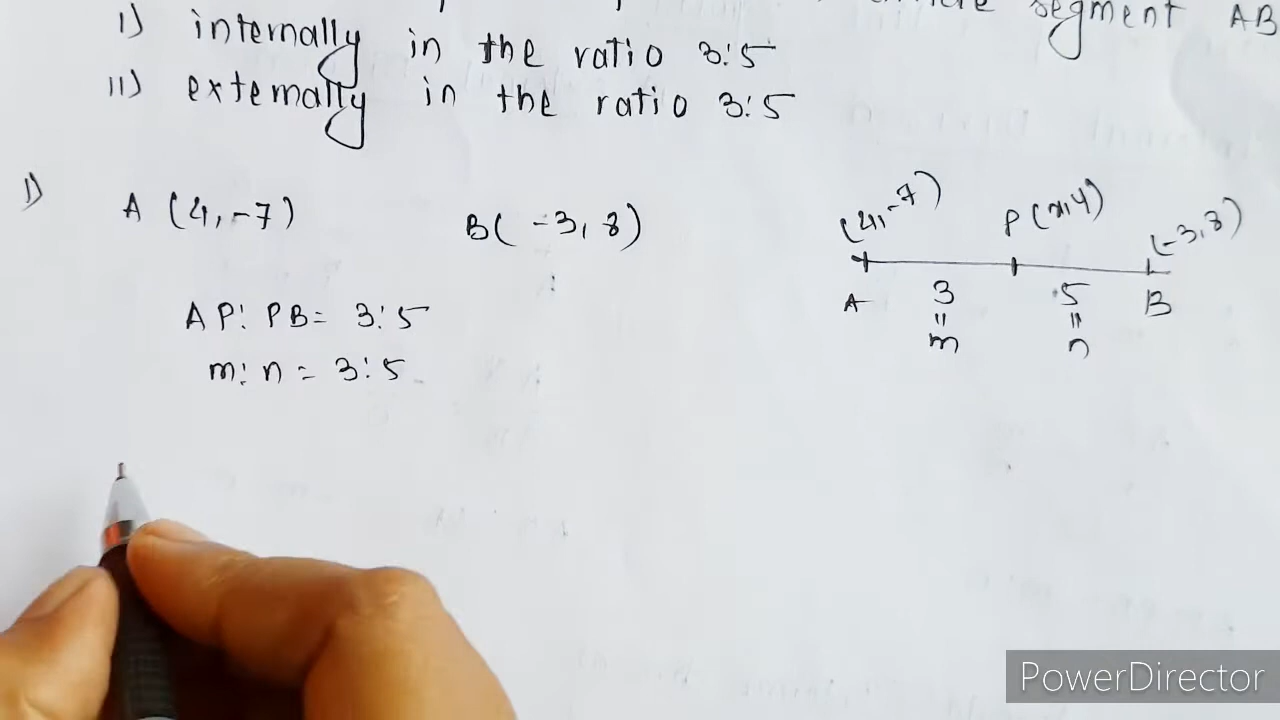 segment AB
i) internally in the ratio 3:5
ii) externally in the ratio 3:5
i)
A (4, -7) B( -3, 8)
AP: PB= 3:5
m: n = 3:5
(4, -7) P (x, y) (-3, 8)
A 3 5 B
= =
m n
PowerDirector